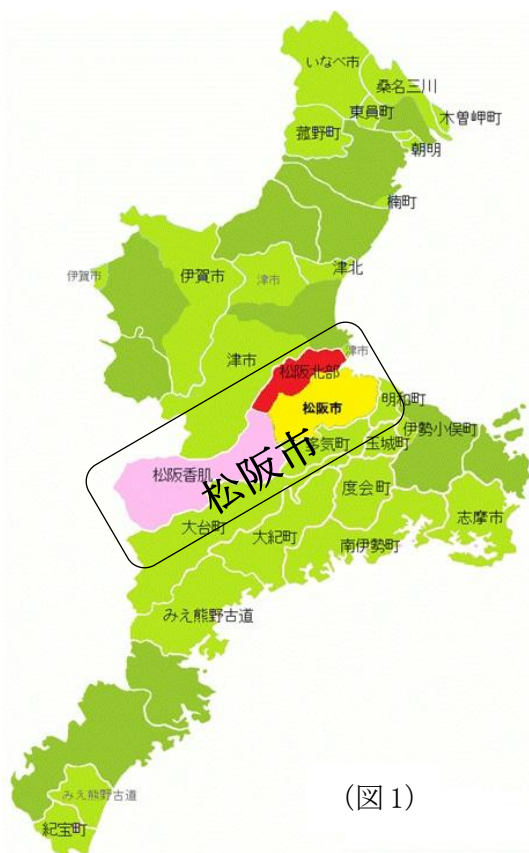 いなべ市
桑名三川
東員町
木曽岬町
菰野町
朝明
楠町
津北
伊賀市
伊賀市
津市
津市
津市
松阪北部
松阪市
明和町
伊勢小俣町
多気町
玉城町
松阪香肌
松阪市
度会町
志摩市
大台町
大紀町
南伊勢町
みえ熊野古道
みえ熊野古道
紀宝町
(図1)